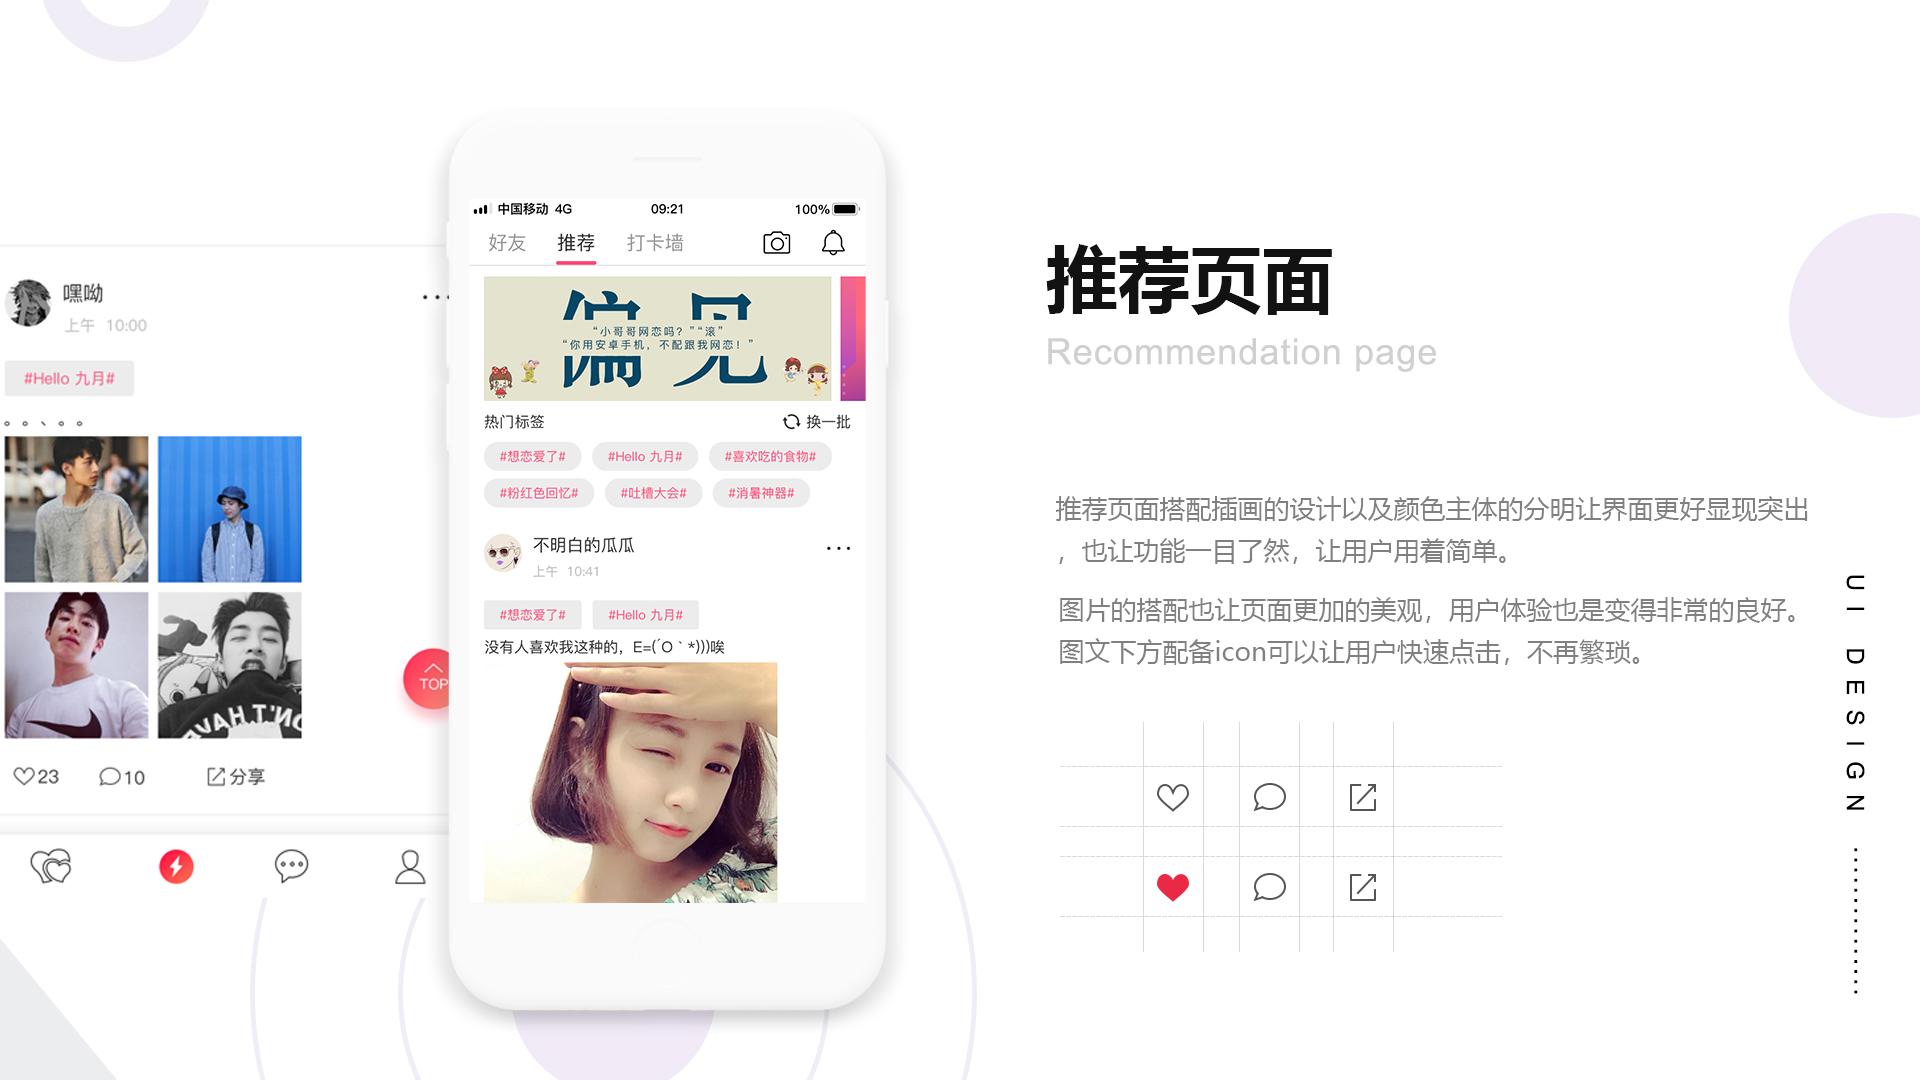 嘿呦
上午 10:00
#Hello 九月#
。。、。。
TOP
23
10
分享
中国移动 4G
09:21
100%
好友
推荐
打卡墙
偏见
“小哥哥网恋吗？”“滚”
“你用安卓手机，不配跟我网恋！”
热门标签
换一批
#想恋爱了#
#Hello 九月#
#喜欢吃的食物#
#粉红色回忆#
#吐槽大会#
#消暑神器#
不明白的瓜瓜
上午 10:41
#想恋爱了#
#Hello 九月#
没有人喜欢我这种的，E=(´O｀*)))唉
推荐页面
Recommendation page
推荐页面搭配插画的设计以及颜色主体的分明让界面更好显现突出
，也让功能一目了然，让用户用着简单。
图片的搭配也让页面更加的美观，用户体验也是变得非常的良好。
图文下方配备icon可以让用户快速点击，不再繁琐。
UI DESIGN